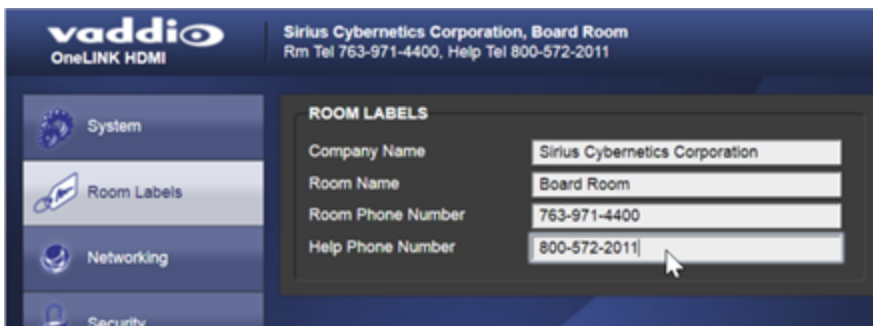 vaddio
OneLINK HDMI
Sirius Cybernetics Corporation, Board Room
Rm Tel 763-971-4400, Help Tel 800-572-2011
System
Room Labels
Networking
Security
ROOM LABELS
Company Name Sirius Cybernetics Corporation
Room Name Board Room
Room Phone Number 763-971-4400
Help Phone Number 800-572-2011